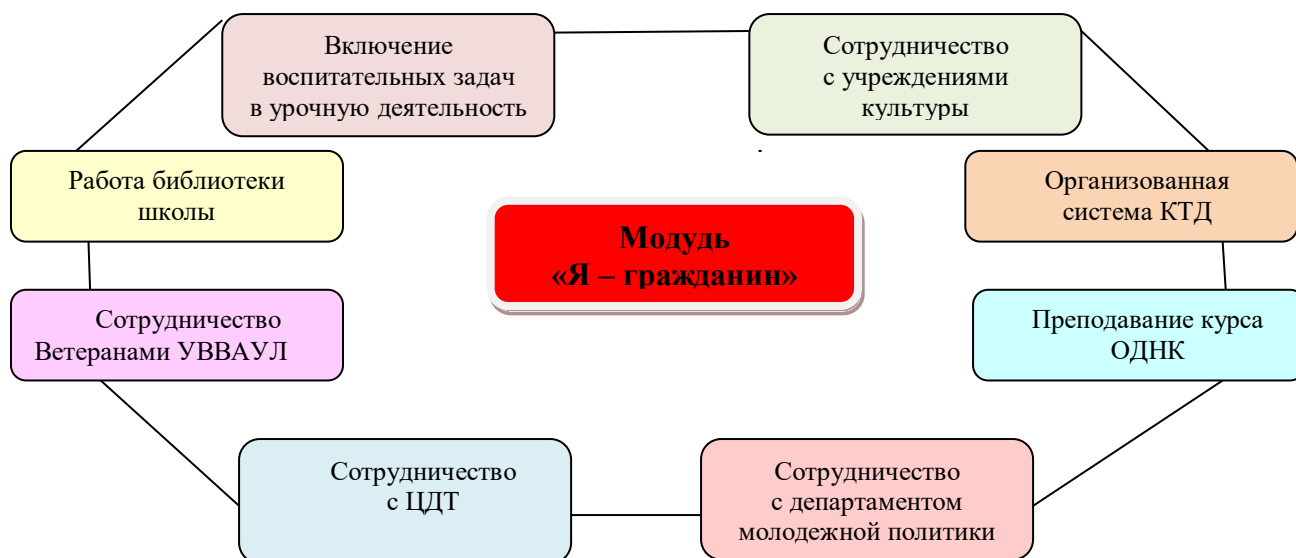 Включение
воспитательных задач
в урочную деятельность
Сотрудничество
с учреждениями
культуры
Работа библиотеки
школы
Организованная
система КТД
Модудь
«Я – гражданин»
Сотрудничество
Ветеранами УВВАУЛ
Преподавание курса
ОДНК
Сотрудничество
с ЦДТ
Сотрудничество
с департаментом
молодежной политики